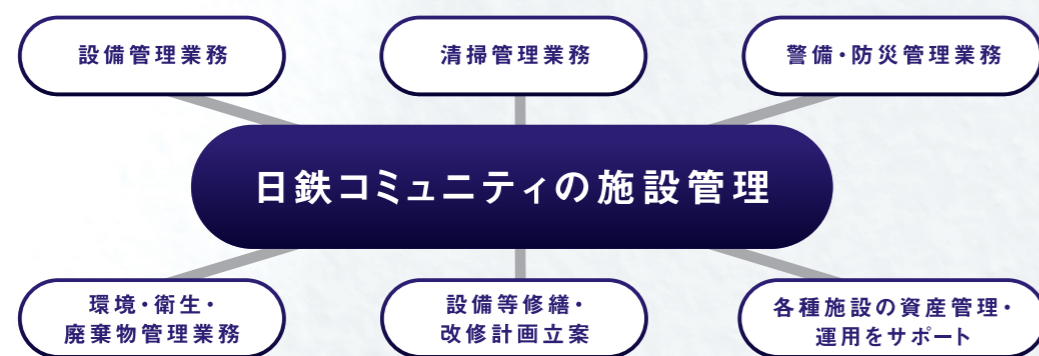 設備管理業務
清掃管理業務
警備・防災管理業務
日鉄コミュニティの施設管理
環境・衛生・
廃棄物管理業務
設備等修繕・
改修計画立案
各種施設の資産管理・
運用をサポート